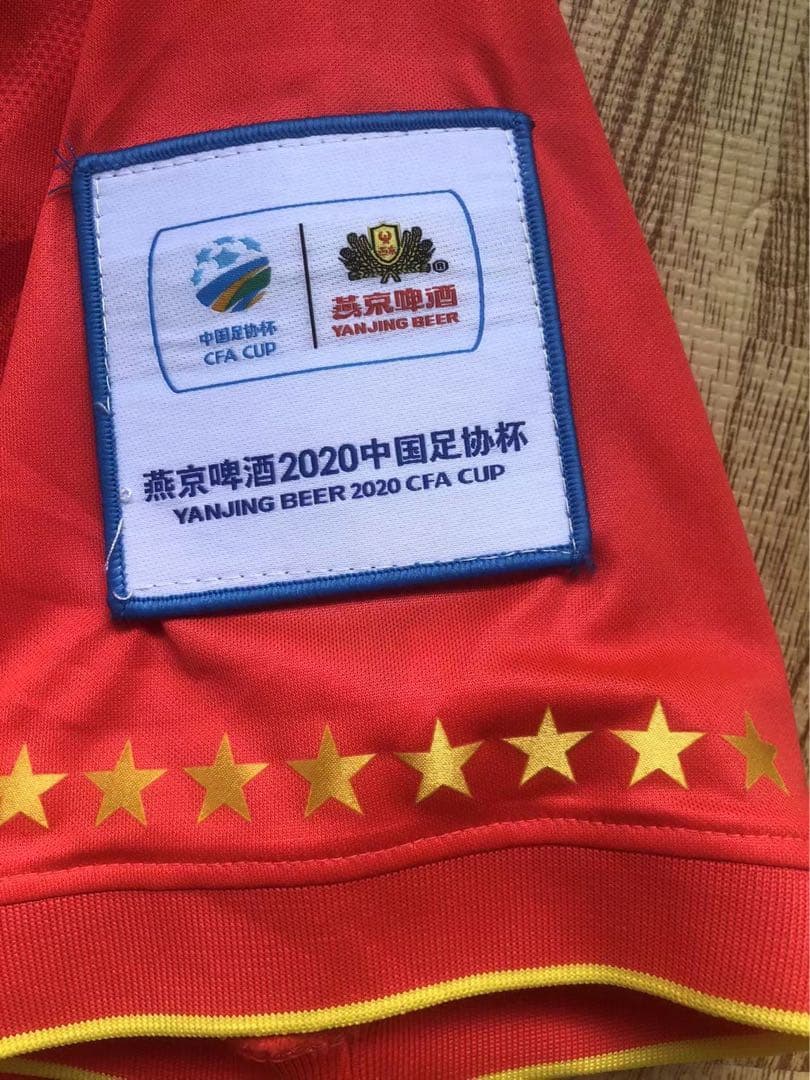 中国足协杯
CFA CUP
燕京啤酒
®
YANJING BEER
燕京啤酒2020中国足协杯
YANJING BEER 2020 CFA CUP